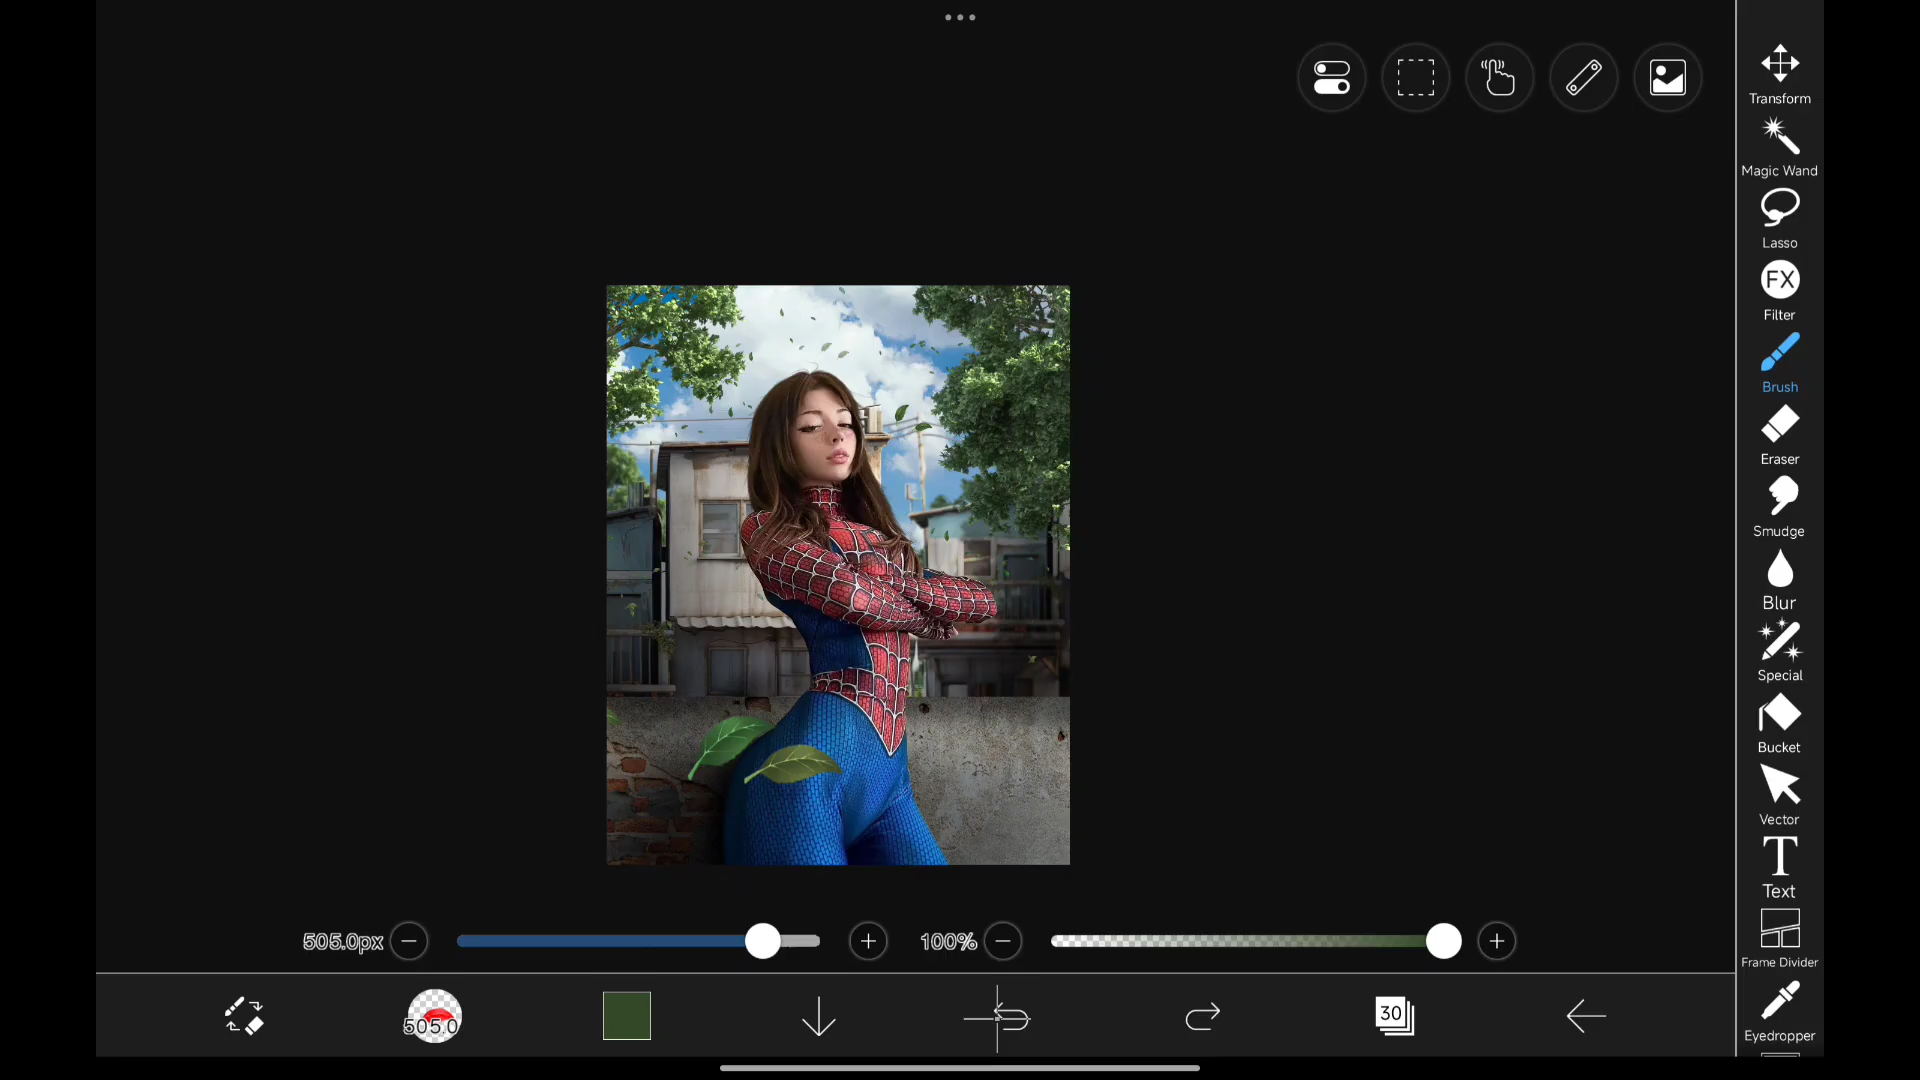 Transform
Magic Wand
Lasso
FX
Filter
Brush
Eraser
Smudge
Blur
Special
Bucket
Vector
T
Text
Frame Divider
Eyedropper
505.0px
100%
505.0
30